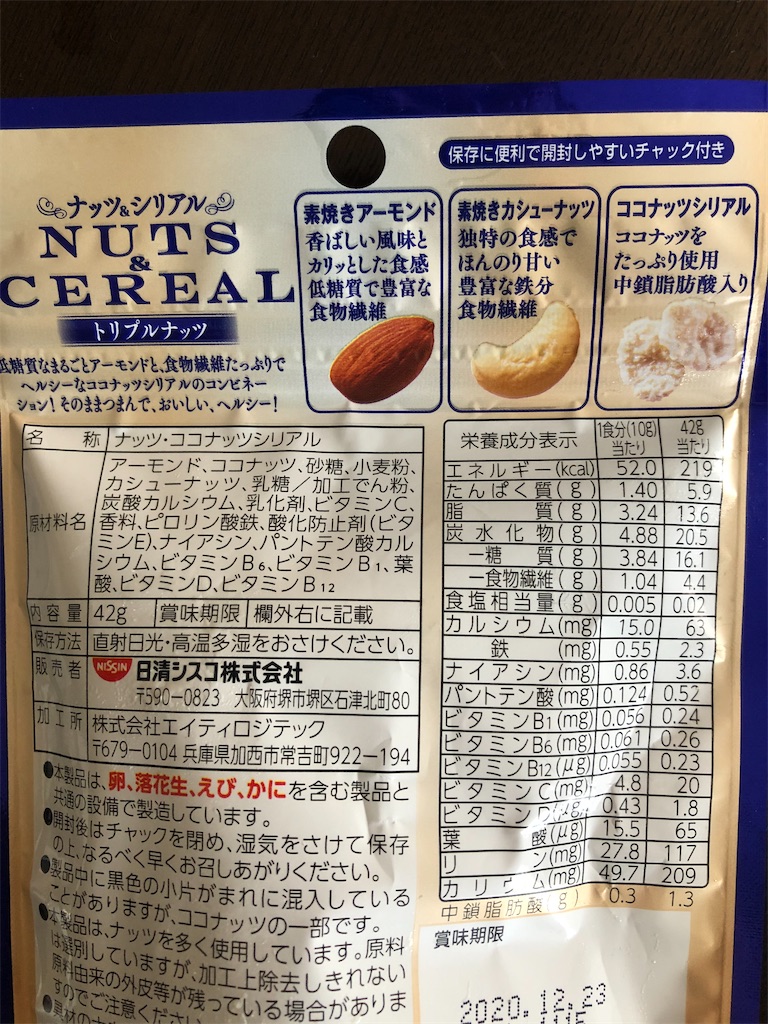 保存に便利で開封しやすいチャック付き
ナッツ&シリアル
NUTS
&
CEREAL
トリプルナッツ
低糖質なまるごとアーモンドと、食物繊維たっぷりで
ヘルシーなココナッツシリアルのコンビネー
ション!そのままつまんで、おいしい、ヘルシー!
素焼きアーモンド
香ばしい風味と
カリッとした食感
低糖質で豊富な
食物繊維
素焼きカシューナッツ
独特の食感で
ほんのり甘い
豊富な鉄分
食物繊維
ココナッツシリアル
ココナッツを
たっぷり使用
中鎖脂肪酸入り
名 称 ナッツ・ココナッツシリアル
原材料名
アーモンド、ココナッツ、砂糖、小麦粉、
カシューナッツ、乳糖/加工でん粉、
炭酸カルシウム、乳化剤、ビタミンC、
香料、ピロリン酸鉄、酸化防止剤(ビタ
ミンE)、ナイアシン、パントテン酸カル
シウム、ビタミンB6、ビタミンB1、葉
酸、ビタミンD、ビタミンB12
内容量 42g 賞味期限 欄外右に記載
保存方法 直射日光・高温多湿をおさけください。
販売者 NISSIN 日清シスコ株式会社
〒590-0823 大阪府堺市堺区石津北町80
加工所 株式会社エイティロジテック
〒679-0104 兵庫県加西市常吉町922-194
●本製品は、卵、落花生、えび、かにを含む製品と
共通の設備で製造しています。
●開封後はチャックを閉め、湿気をさけて保存
の上、なるべく早くお召しあがりください。
●製品中に黒色の小片がまれに混入している
ことがありますが、ココナッツの一部です。
●本製品は、ナッツを多く使用しています。原料
は選別していますが、加工上除去しきれない
原料由来の外皮等が残っている場合がありま
すのでご注意ください
栄養成分表示 1食分(10g)当たり 42g当たり
エネルギー(kcal) 52.0 219
たんぱく質(g) 1.40 5.9
脂質(g) 3.24 13.6
炭水化物(g) 4.88 20.5
-糖質(g) 3.84 16.1
-食物繊維(g) 1.04 4.4
食塩相当量(g) 0.005 0.02
カルシウム(mg) 15.0 63
鉄(mg) 0.55 2.3
ナイアシン(mg) 0.86 3.6
パントテン酸(mg) 0.124 0.52
ビタミンB1(mg) 0.056 0.24
ビタミンB6(mg) 0.061 0.26
ビタミンB12(μg) 0.055 0.23
ビタミンC(mg) 4.8 20
ビタミンD(μg) 0.43 1.8
葉酸(μg) 15.5 65
リン(mg) 27.8 117
カリウム(mg) 49.7 209
中鎖脂肪酸(g) 0.3 1.3
賞味期限
2020.12.23